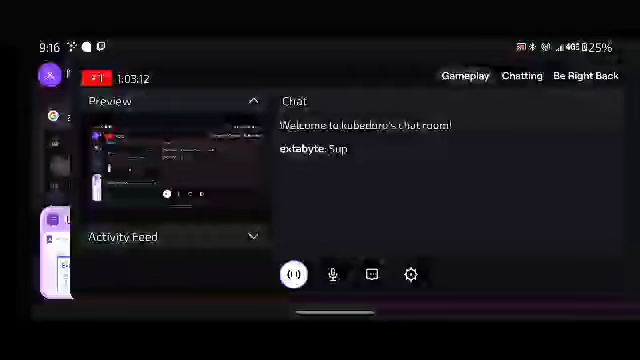 9:16
4G 25%
1:03:12
Gameplay Chatting Be Right Back
Preview
Chat
Welcome to kubedoro's chat room!
extabyte: Sup
Activity Feed